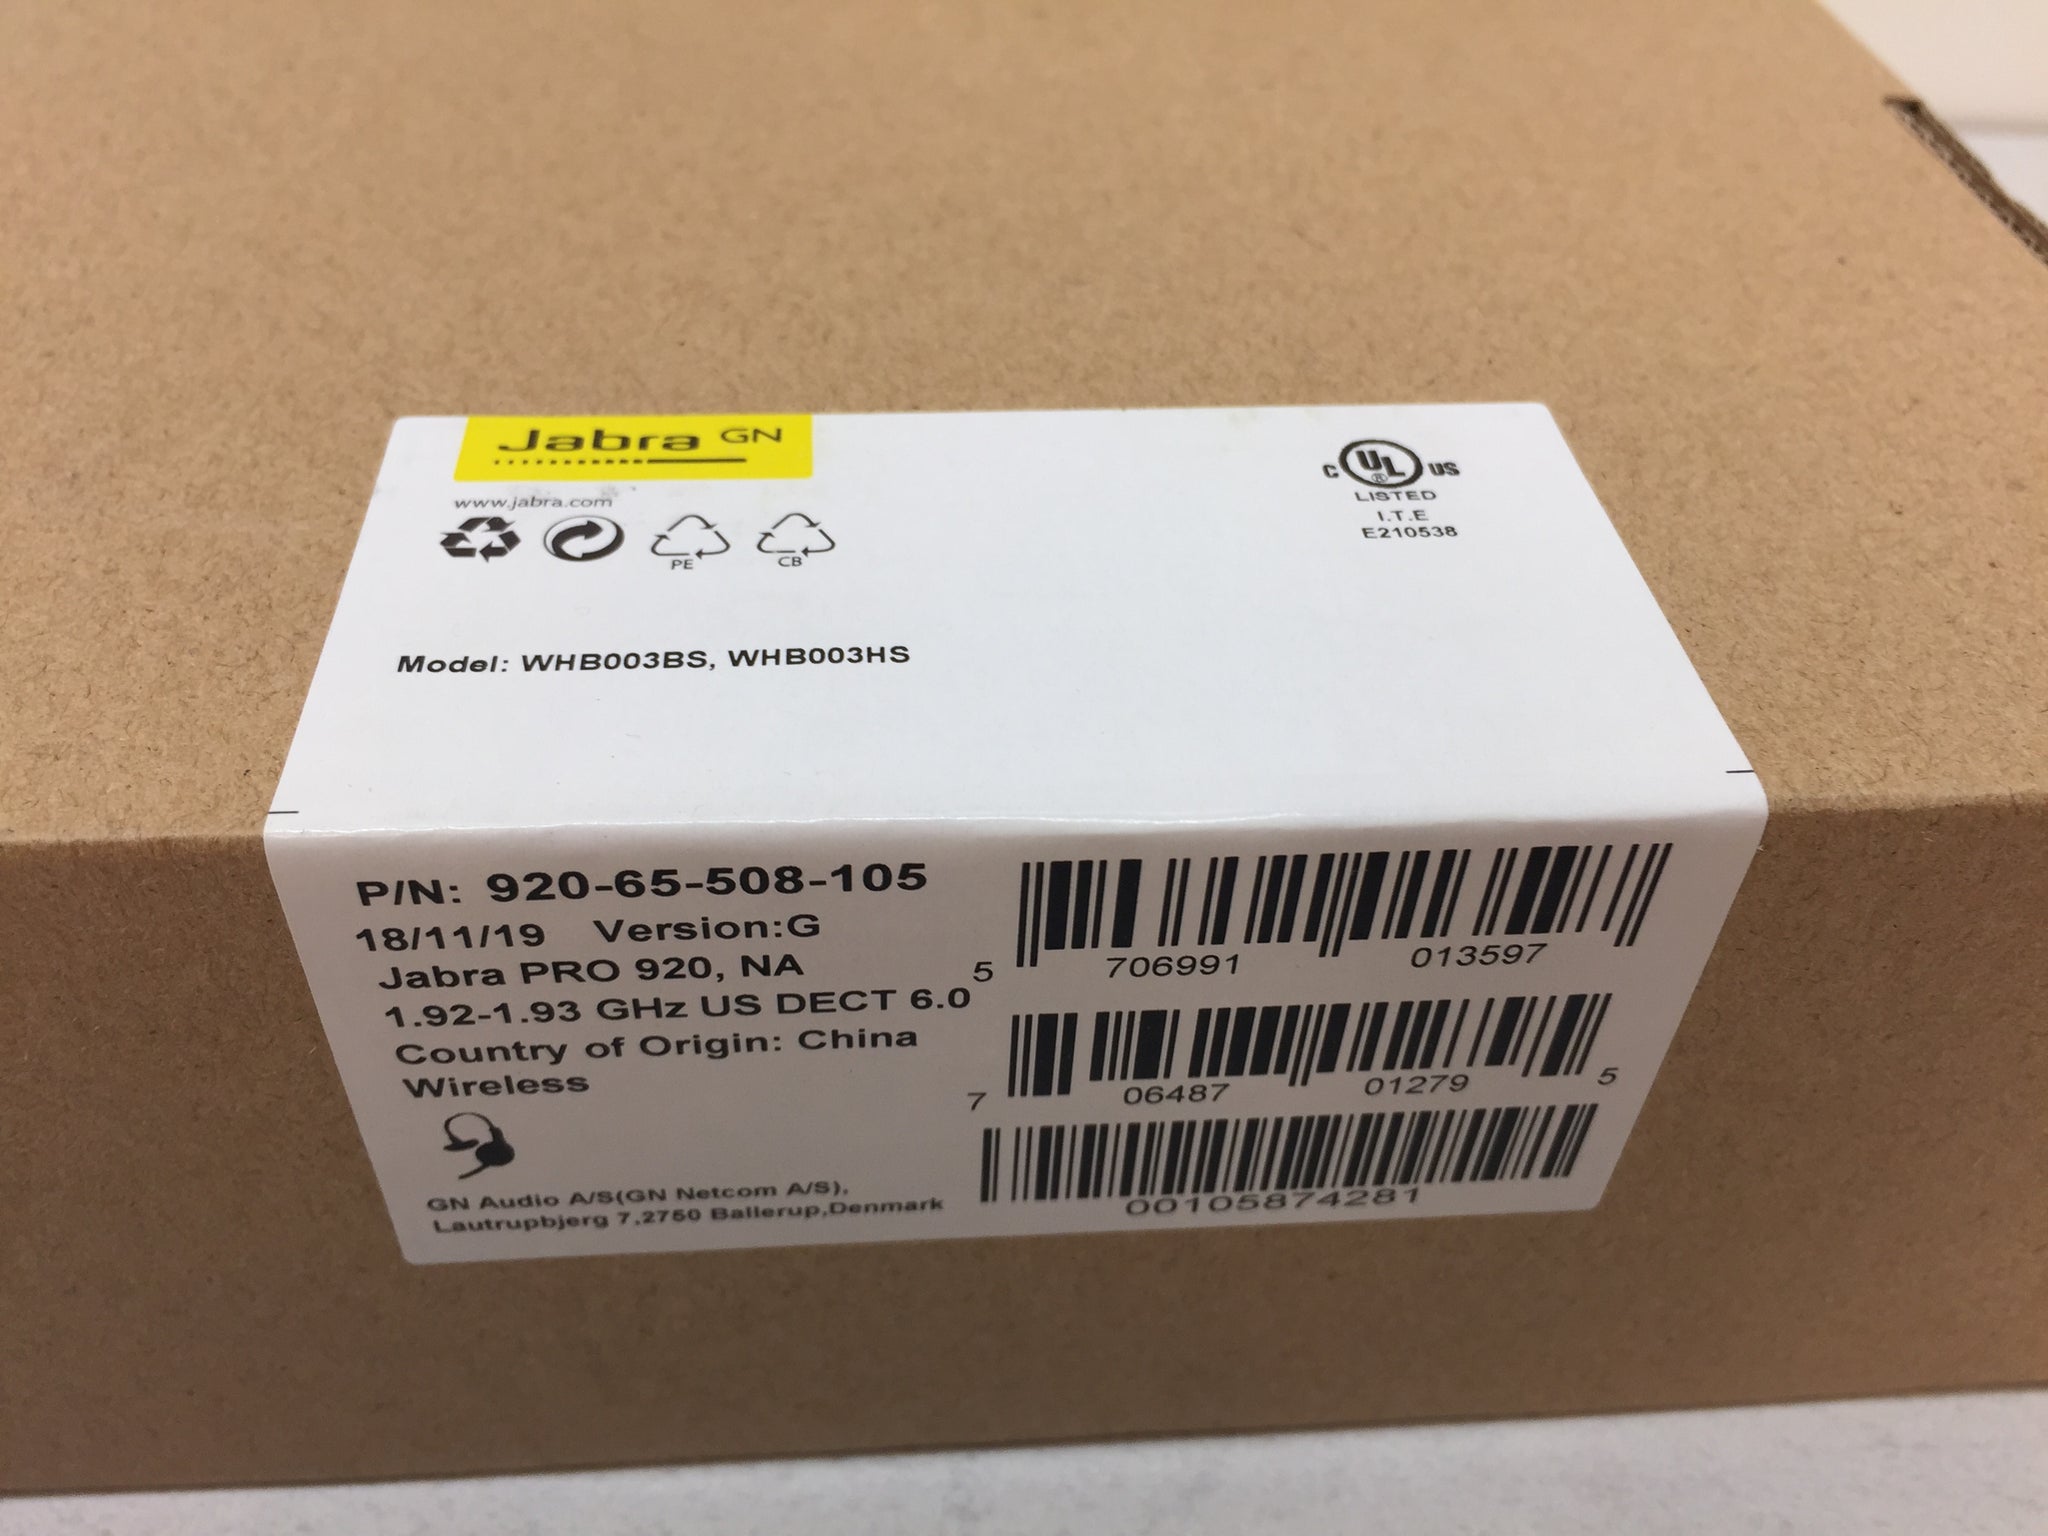 Jabra GN
www.jabra.com
PE
CB
C UL ® US
LISTED
I.T.E
E210538
Model: WHB003BS, WHB003HS
P/N: 920-65-508-105
18/11/19 Version:G
Jabra PRO 920, NA
1.92-1.93 GHz US DECT 6.0
Country of Origin: China
Wireless
GN Audio A/S(GN Netcom A/S),
Lautrupbjerg 7,2750 Ballerup,Denmark
5 706991 013597
7 06487 01279 5
00105874281